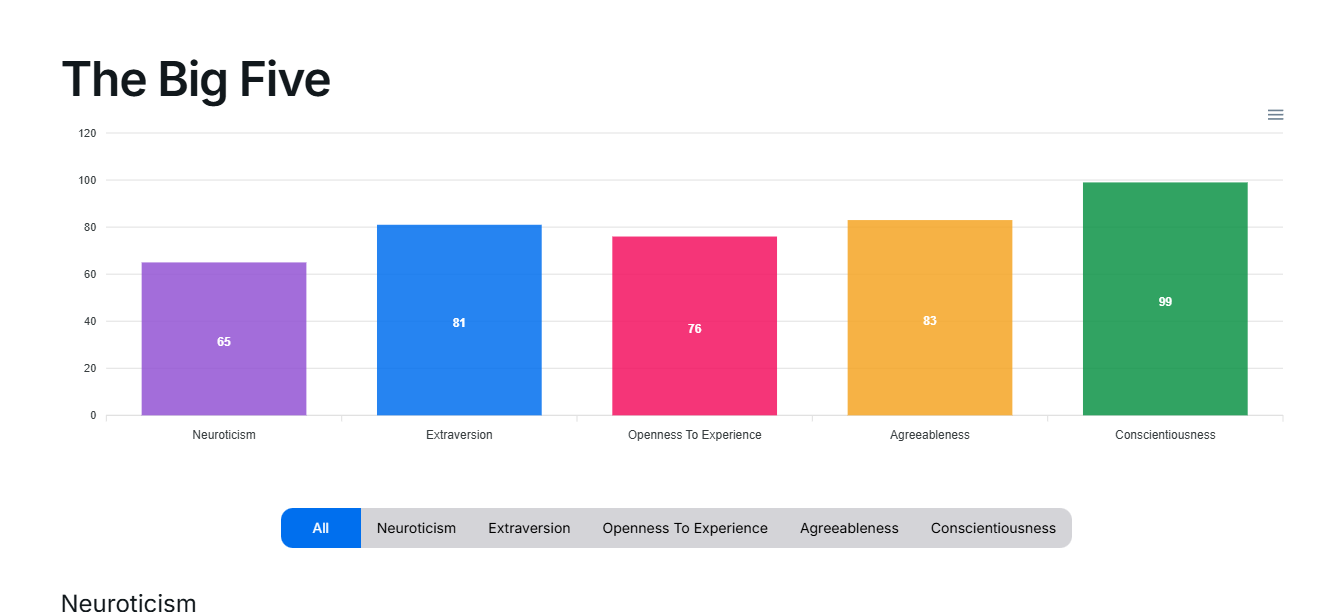 The Big Five
120
100
80
60
40
20
0
65
81
76
83
99
Neuroticism
Extraversion
Openness To Experience
Agreeableness
Conscientiousness
All Neuroticism Extraversion Openness To Experience Agreeableness Conscientiousness
Neuroticism